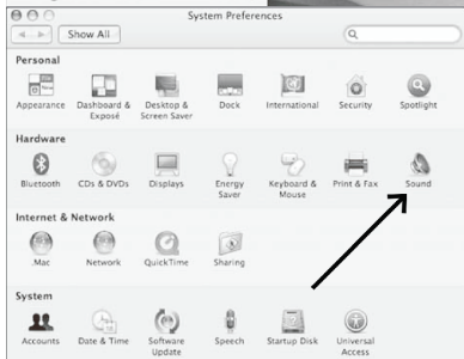 System Preferences
Show All
Personal
Appearance Dashboard & Exposé Desktop & Screen Saver Dock International Security Spotlight
Hardware
Bluetooth CDs & DVDs Displays Energy Saver Keyboard & Mouse Print & Fax Sound
Internet & Network
.Mac Network QuickTime Sharing
System
Accounts Date & Time Software Update Speech Startup Disk Universal Access